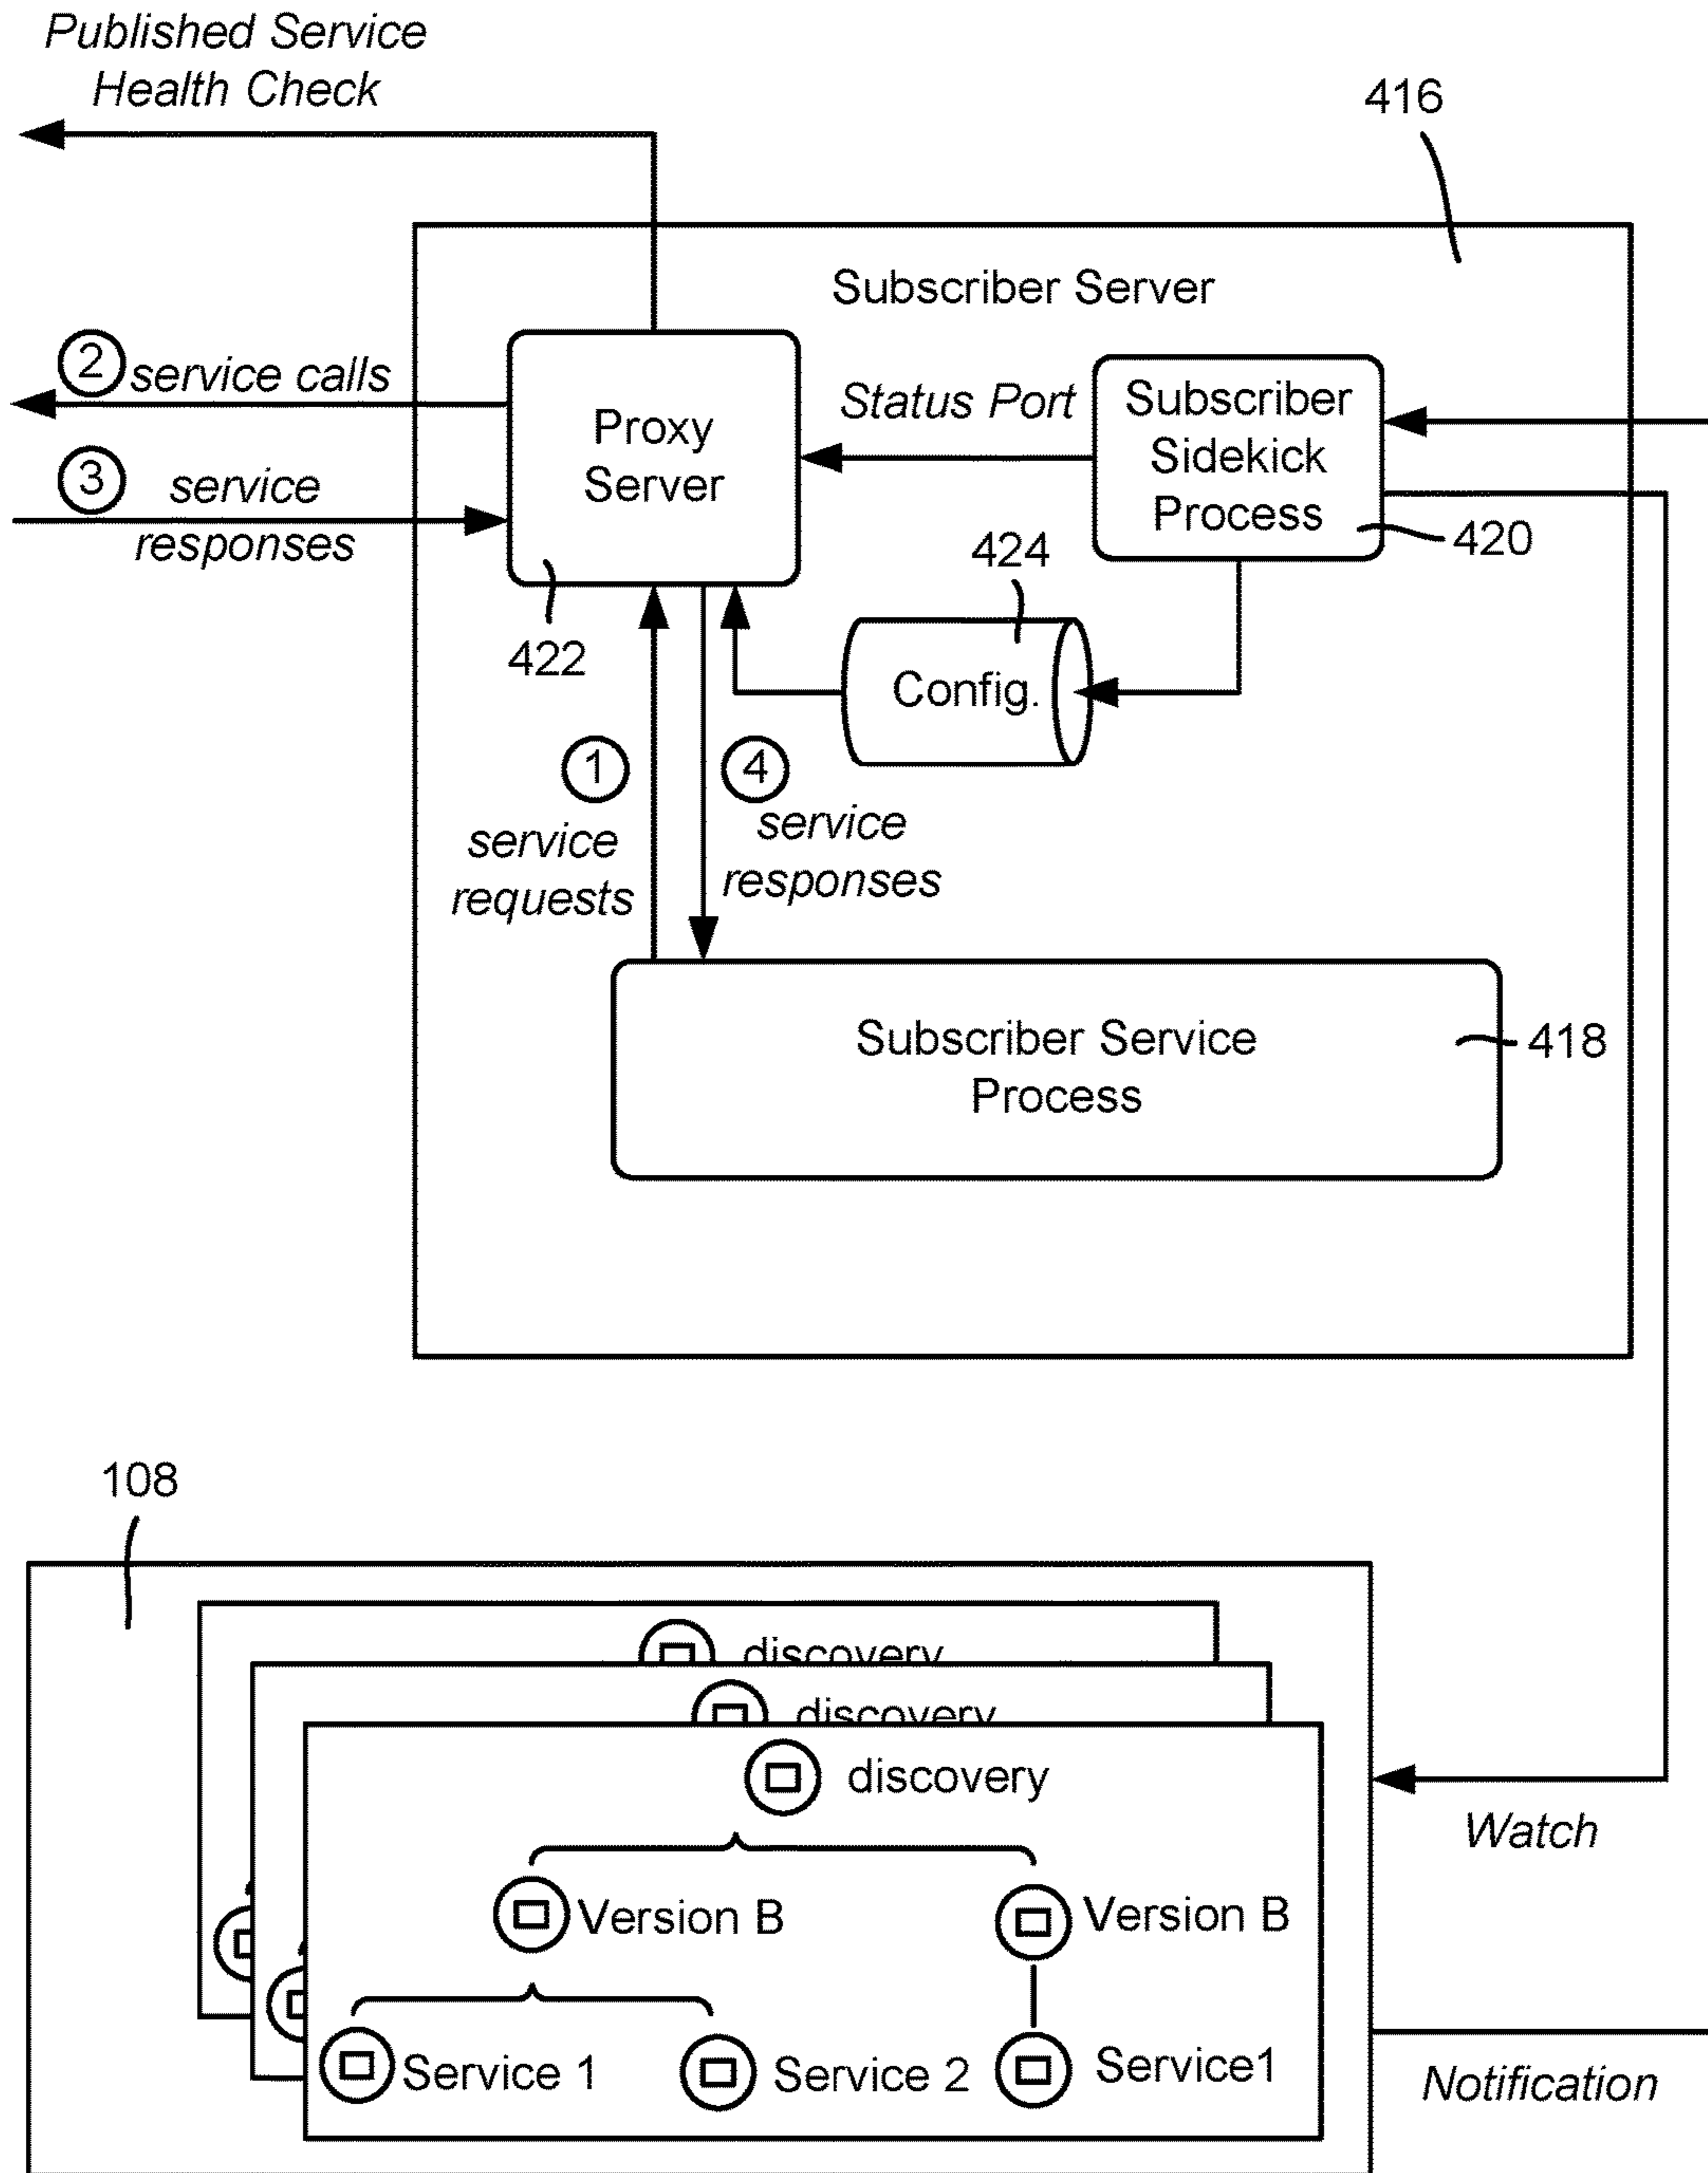 Published Service
Health Check
416
Subscriber Server
2 service calls
3 service
responses
Proxy
Server
422
Status Port
Subscriber
Sidekick
Process
420
424
Config.
1
service
requests
4
service
responses
Subscriber Service
Process
418
108
discovery
discovery
discovery
Version B
Version B
Service 1
Service 2
Service1
Watch
Notification